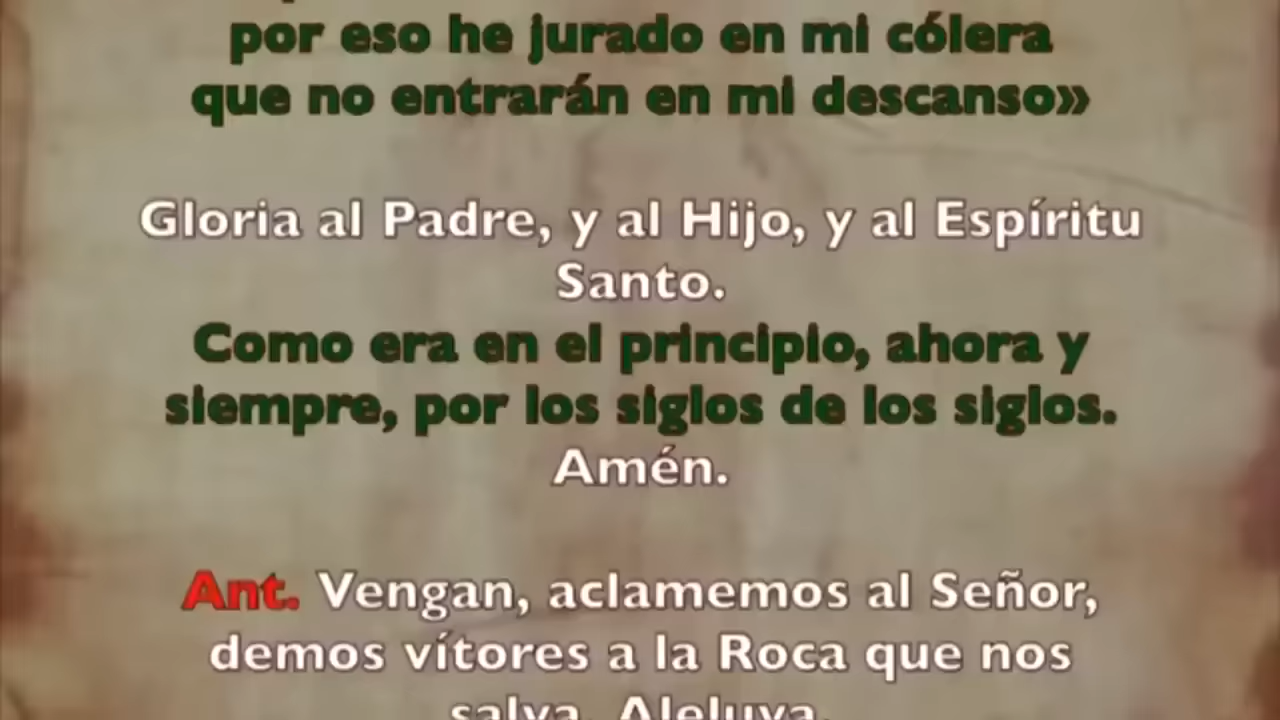 por eso he jurado en mi cólera
que no entrarán en mi descanso»
Gloria al Padre, y al Hijo, y al Espíritu
Santo.
Como era en el principio, ahora y
siempre, por los siglos de los siglos.
Amén.
Ant. Vengan, aclamemos al Señor,
demos vítores a la Roca que nos
salva. Aleluya.